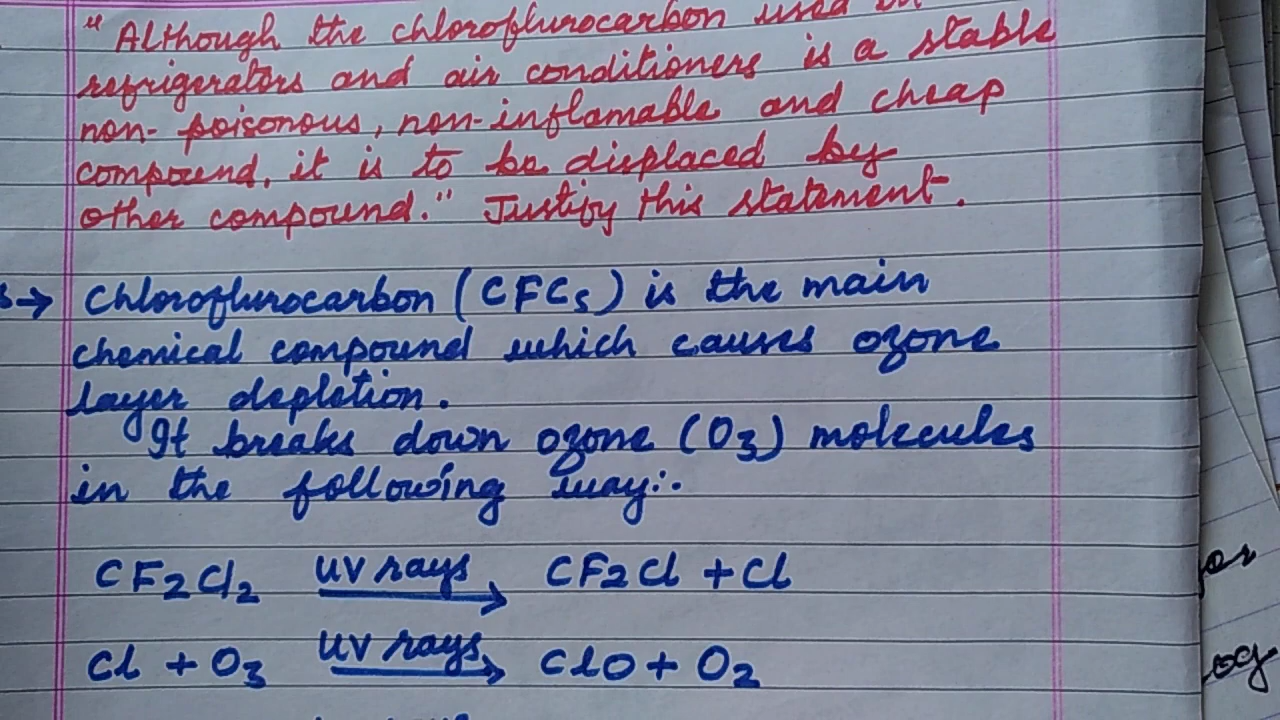 "Although the chloroflurocarbon used in
refrigerators and air conditioners is a stable
non-poisonous, non-inflamable and cheap
compound, it is to be displaced by
other compound." Justify this statement.
s→ Chloroflurocarbon (CFCs) is the main
chemical compound which causes ozone
layer depletion.
It breaks down ozone (O3) molecules
in the following way:.
CF2Cl2 UV rays → CF2Cl + Cl
Cl + O3 UV rays → ClO + O2
or
og